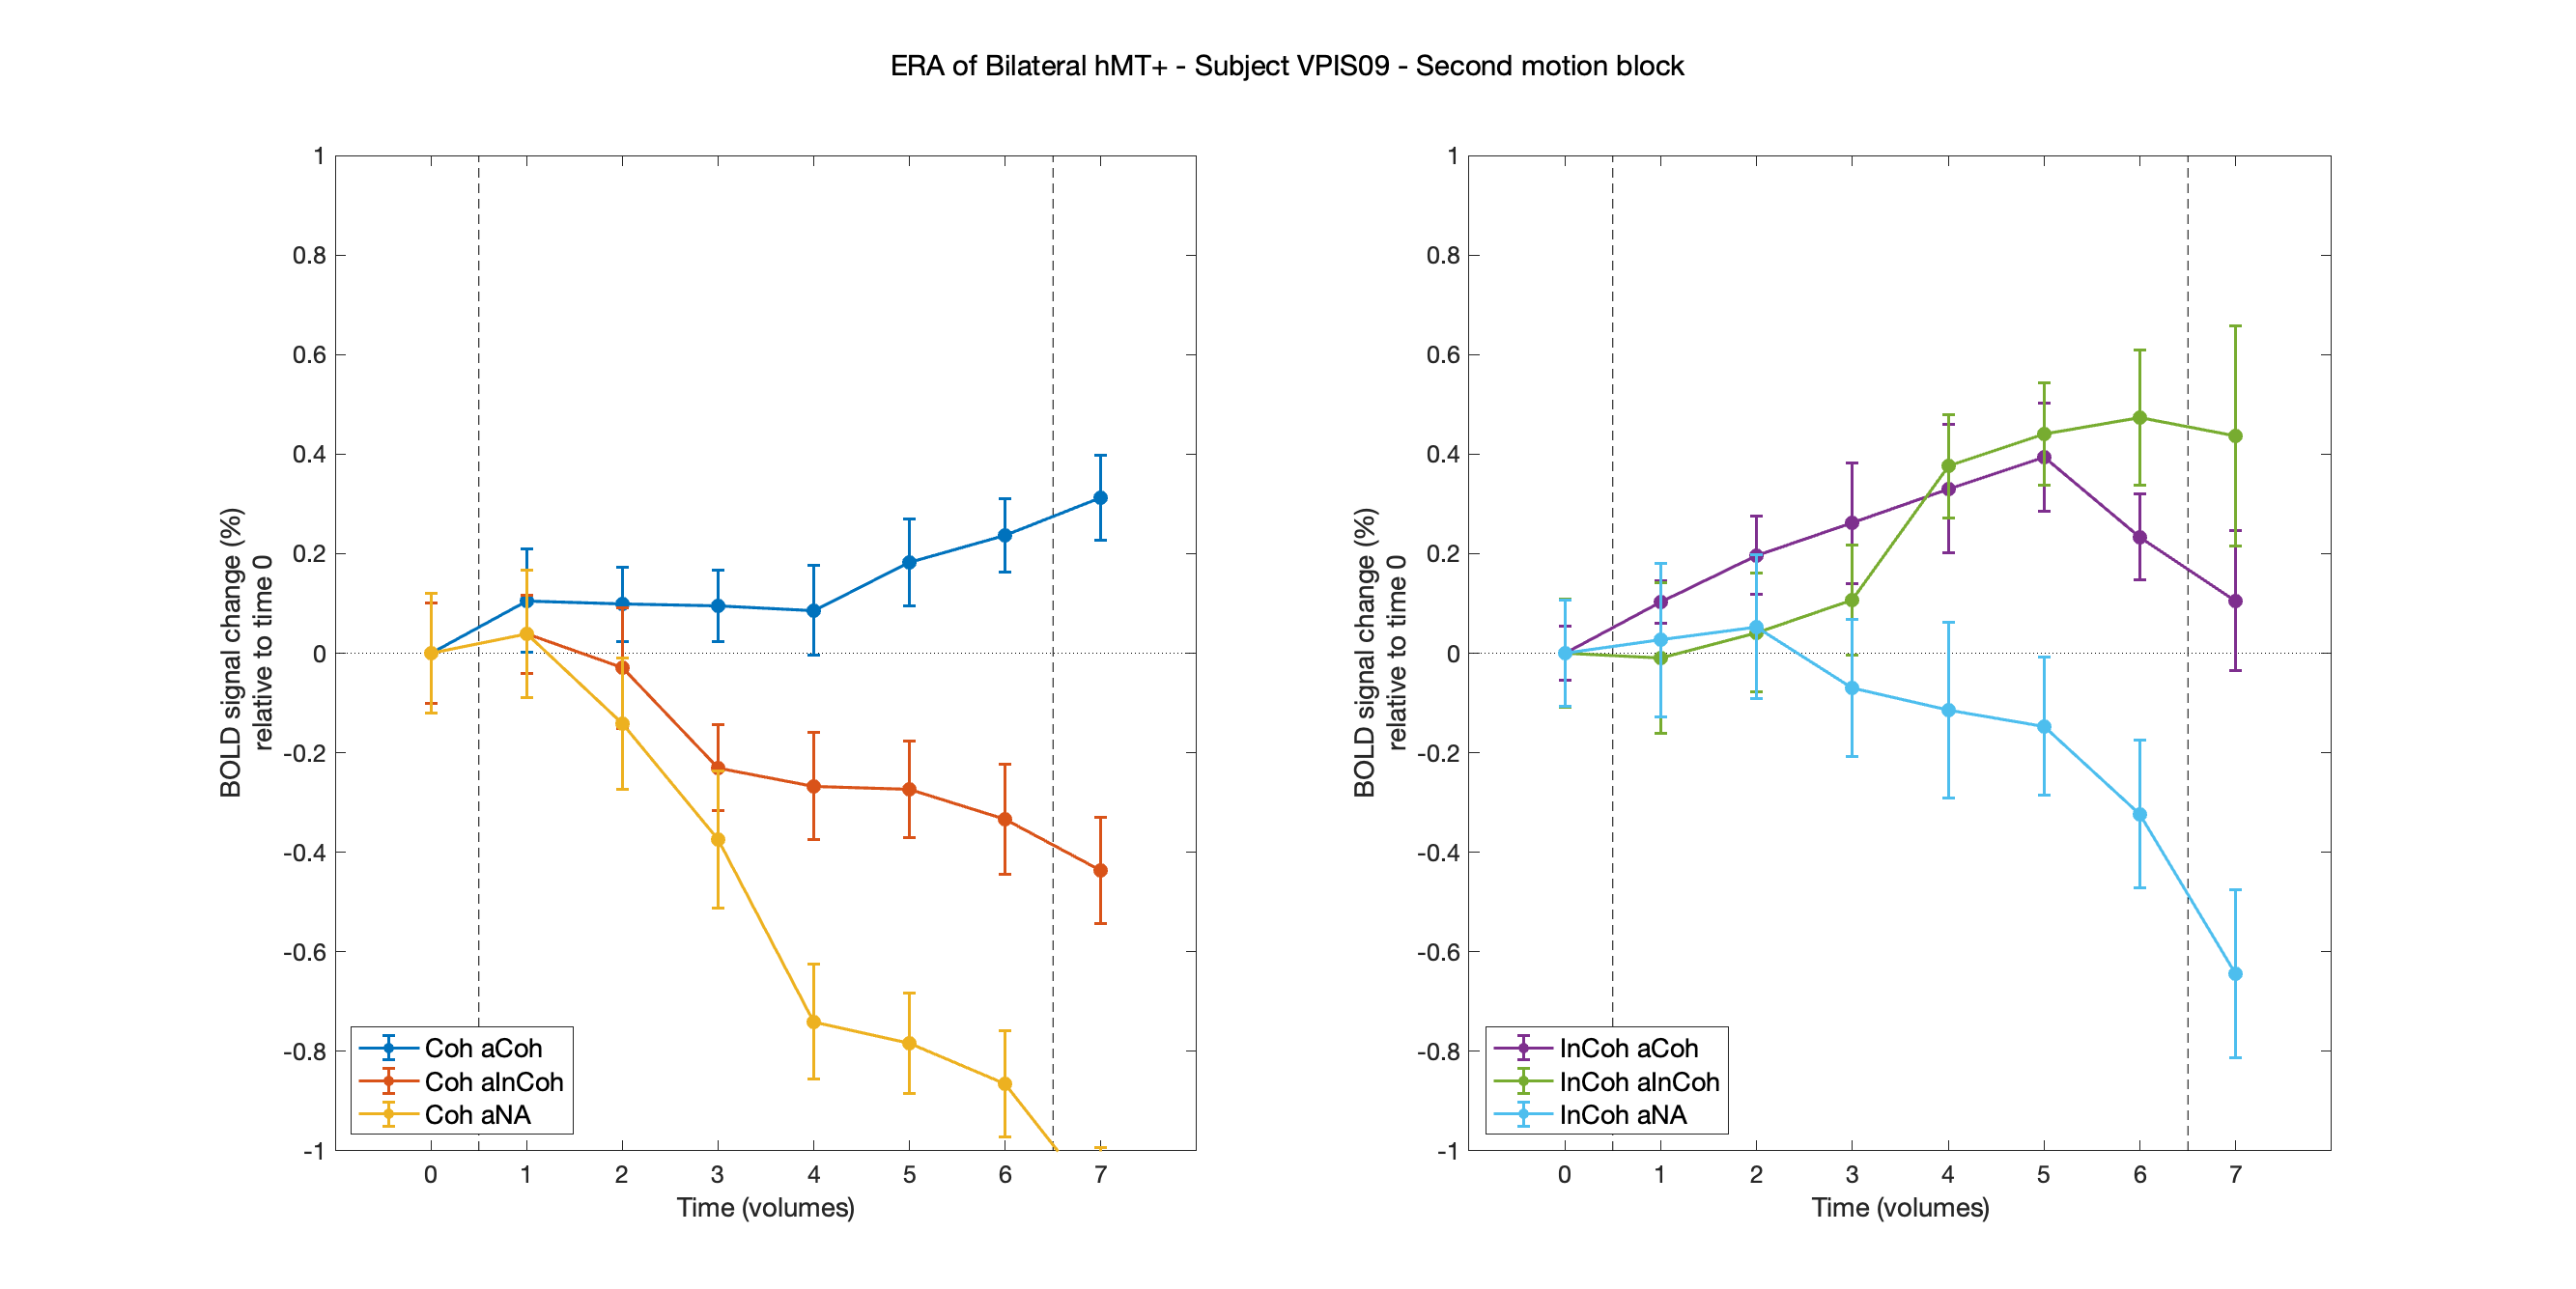 ERA of Bilateral hMT+ - Subject VPIS09 - Second motion block
1
0.8
0.6
0.4
0.2
0
-0.2
-0.4
-0.6
-0.8
-1
BOLD signal change (%)
relative to time 0
Coh aCoh
Coh aInCoh
Coh aNA
0 1 2 3 4 5 6 7
Time (volumes)
1
0.8
0.6
0.4
0.2
0
-0.2
-0.4
-0.6
-0.8
-1
BOLD signal change (%)
relative to time 0
InCoh aCoh
InCoh aInCoh
InCoh aNA
0 1 2 3 4 5 6 7
Time (volumes)